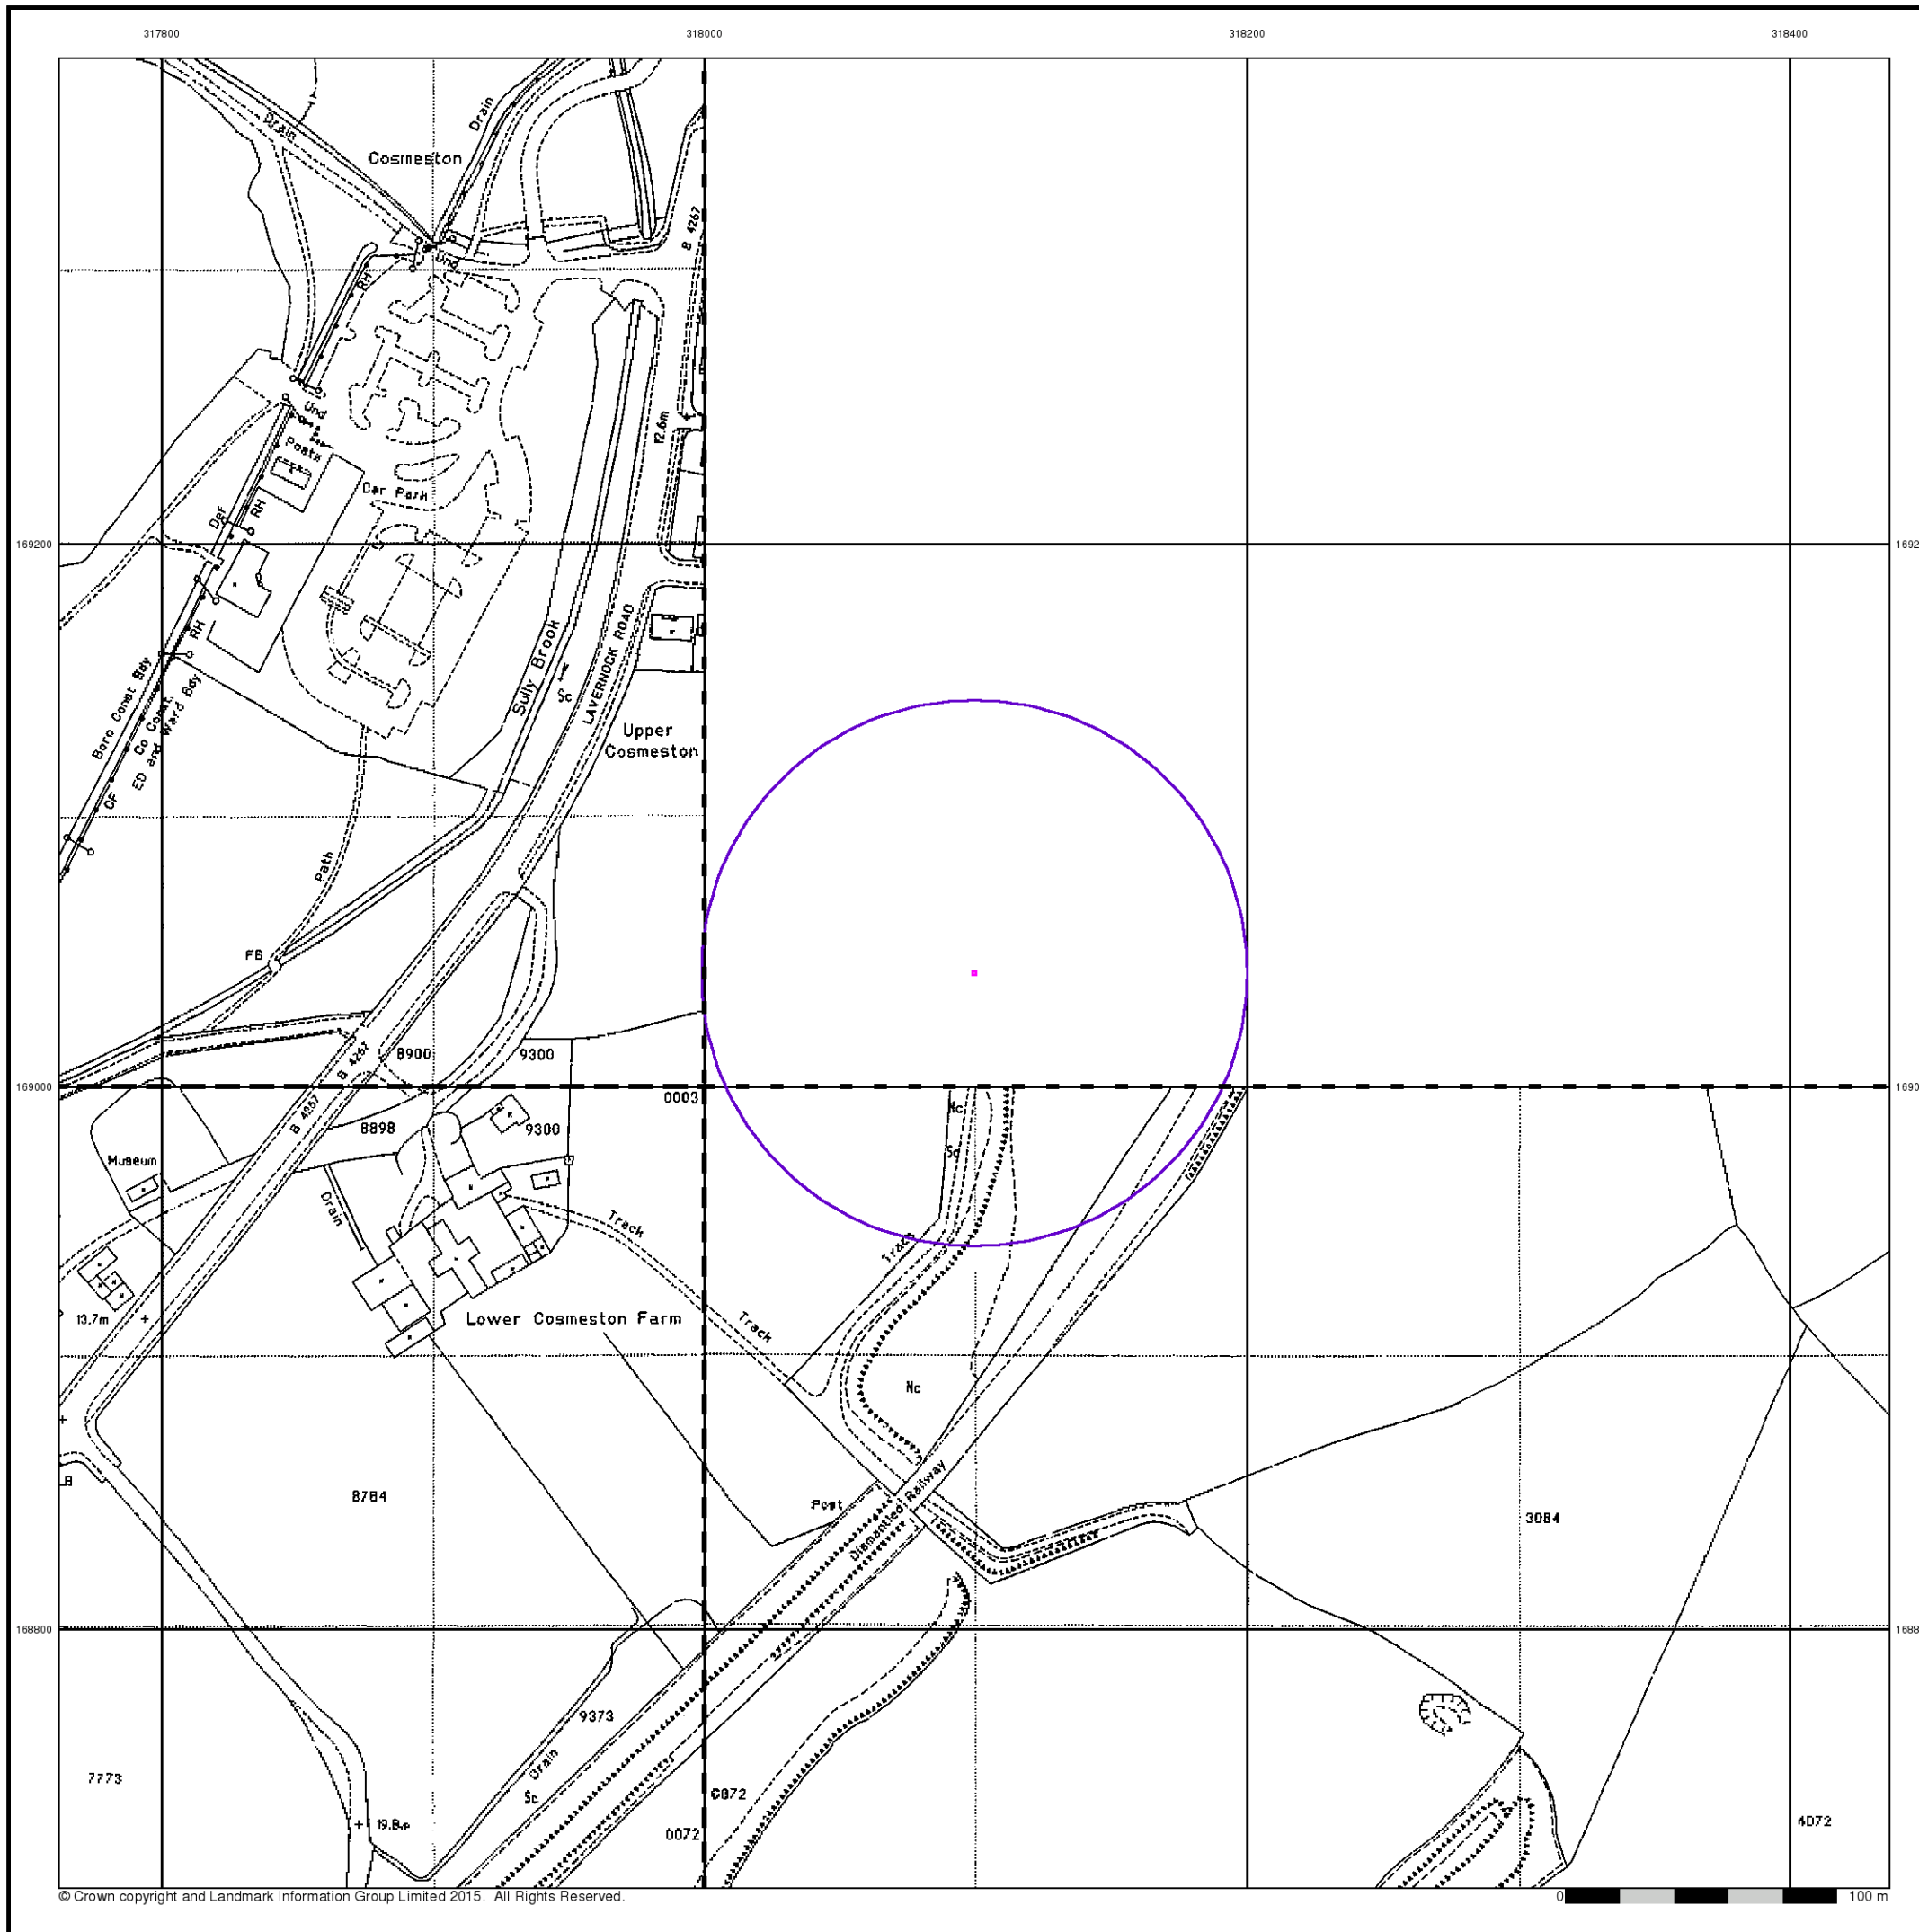 317800
318000
318200
318400
Drain
Drain
Cosmeston
B 4267
Und
RH
12.6m
Und
Posts
Car Park
Def
RH
169200
1692
RH
LAVERNOCK ROAD
Sully Brook
Sc
Boro Const Bdy
Co Const
ED and Ward Bdy
Upper
Cosmeston
CF
Path
FB
B 4267
8900
9300
169000
1690
0003
B 4267
8898
9300
Nc
Sc
Museum
Drain
Track
Track
Track
13.7m
Lower Cosmeston Farm
Nc
8784
Post
Dismantled Railway
3084
168800
1688
9373
Drain
Sc
7773
0072
0072
4072
© Crown copyright and Landmark Information Group Limited 2015. All Rights Reserved.
0
100 m